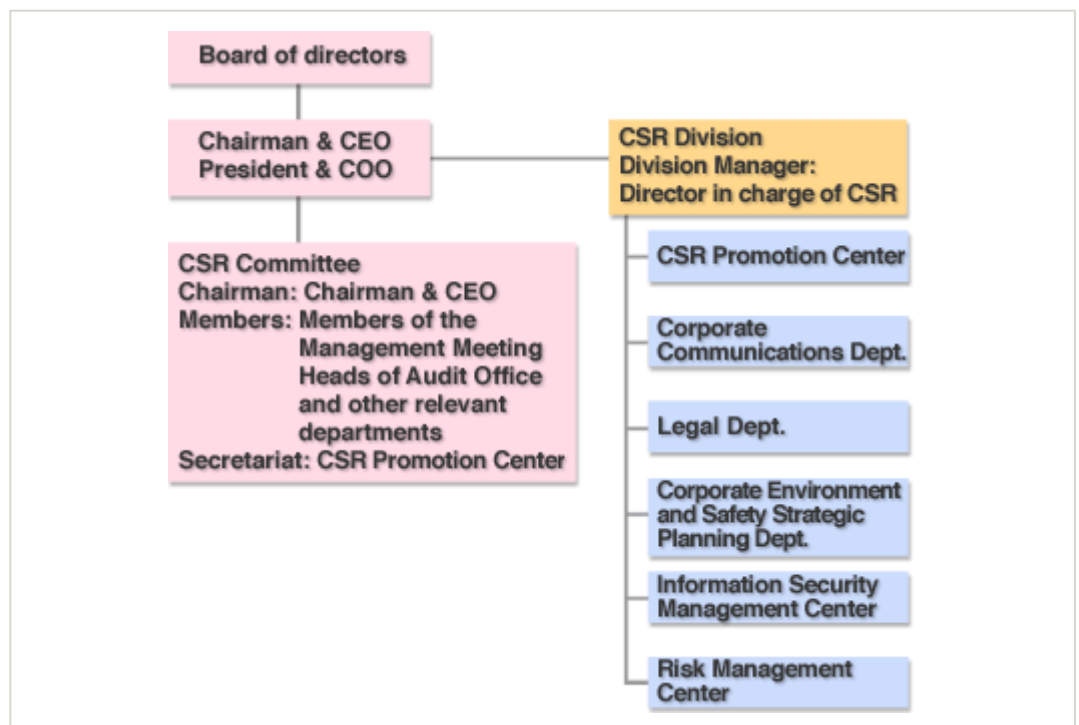 Board of directors
Chairman & CEO
President & COO
CSR Division
Division Manager:
Director in charge of CSR
CSR Committee
Chairman: Chairman & CEO
Members: Members of the
Management Meeting
Heads of Audit Office
and other relevant
departments
Secretariat: CSR Promotion Center
CSR Promotion Center
Corporate
Communications Dept.
Legal Dept.
Corporate Environment
and Safety Strategic
Planning Dept.
Information Security
Management Center
Risk Management
Center